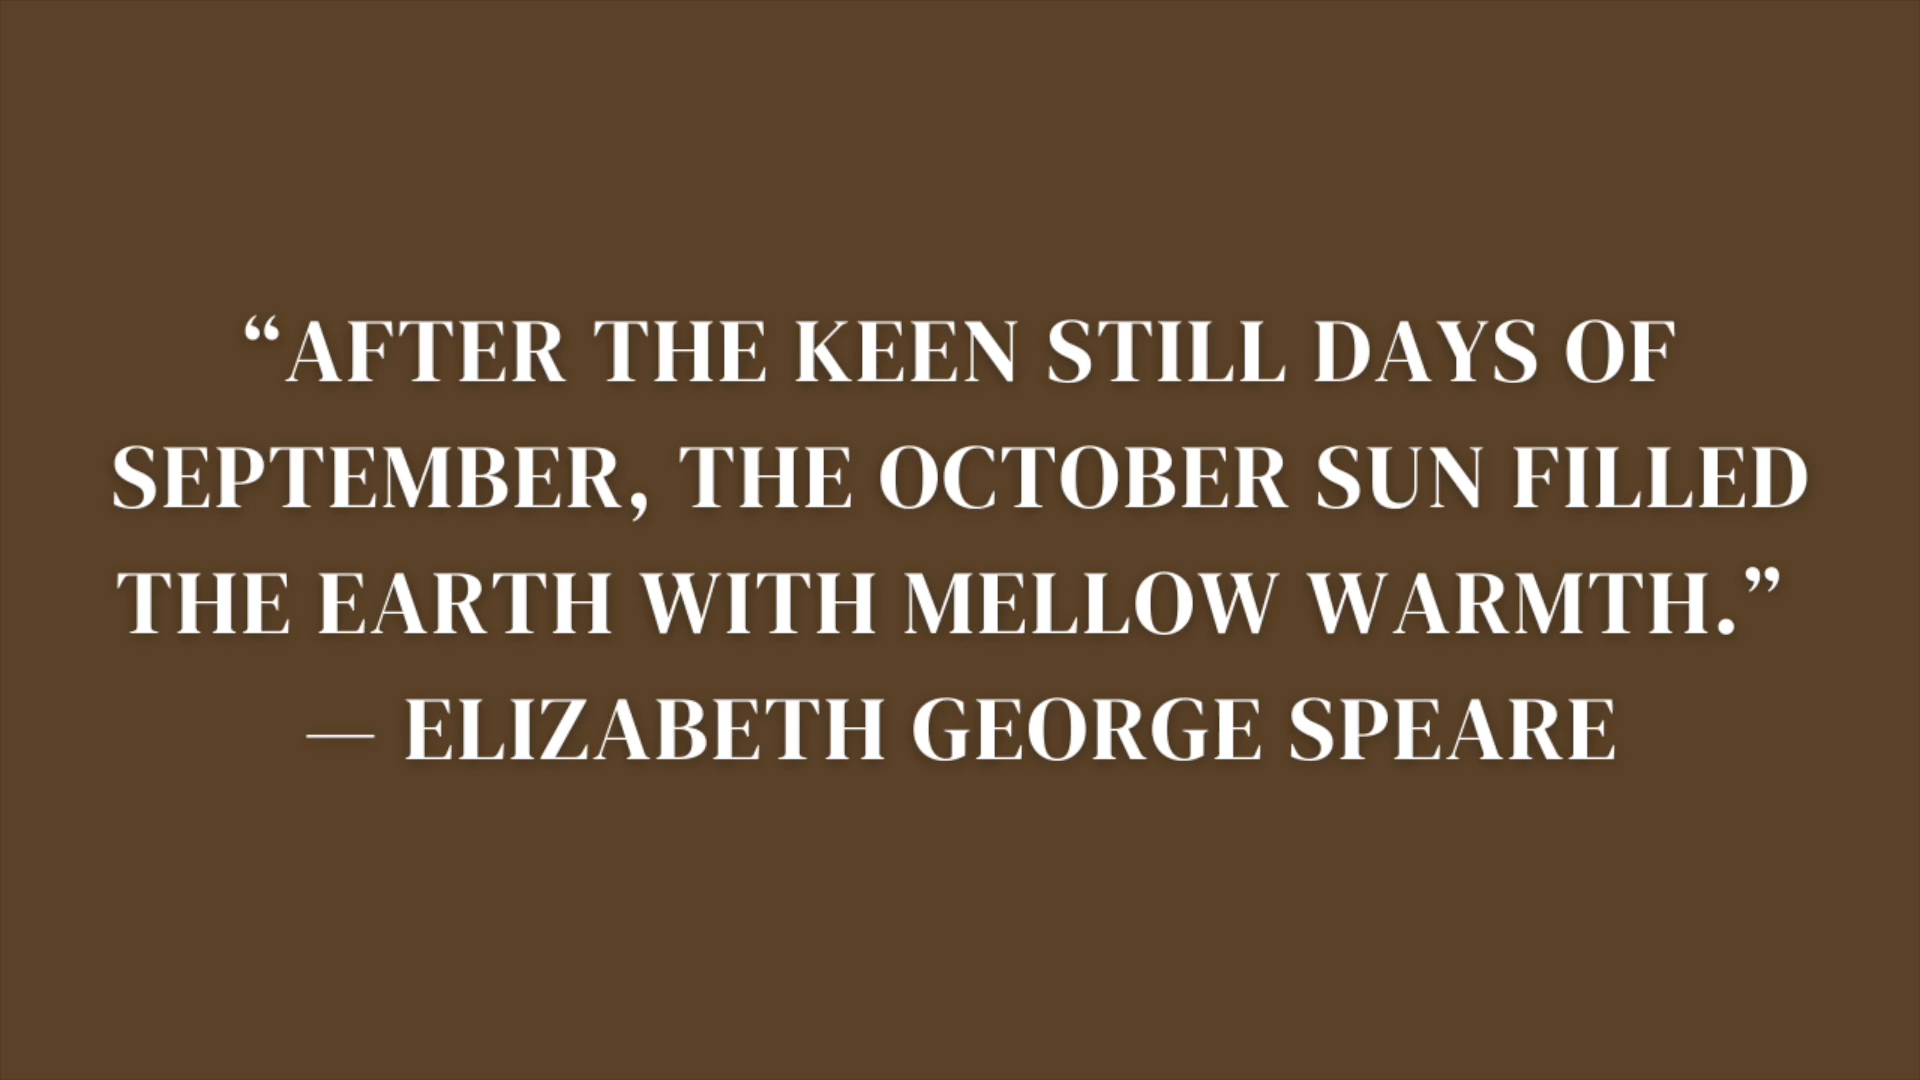 “AFTER THE KEEN STILL DAYS OF
SEPTEMBER, THE OCTOBER SUN FILLED
THE EARTH WITH MELLOW WARMTH.”
— ELIZABETH GEORGE SPEARE